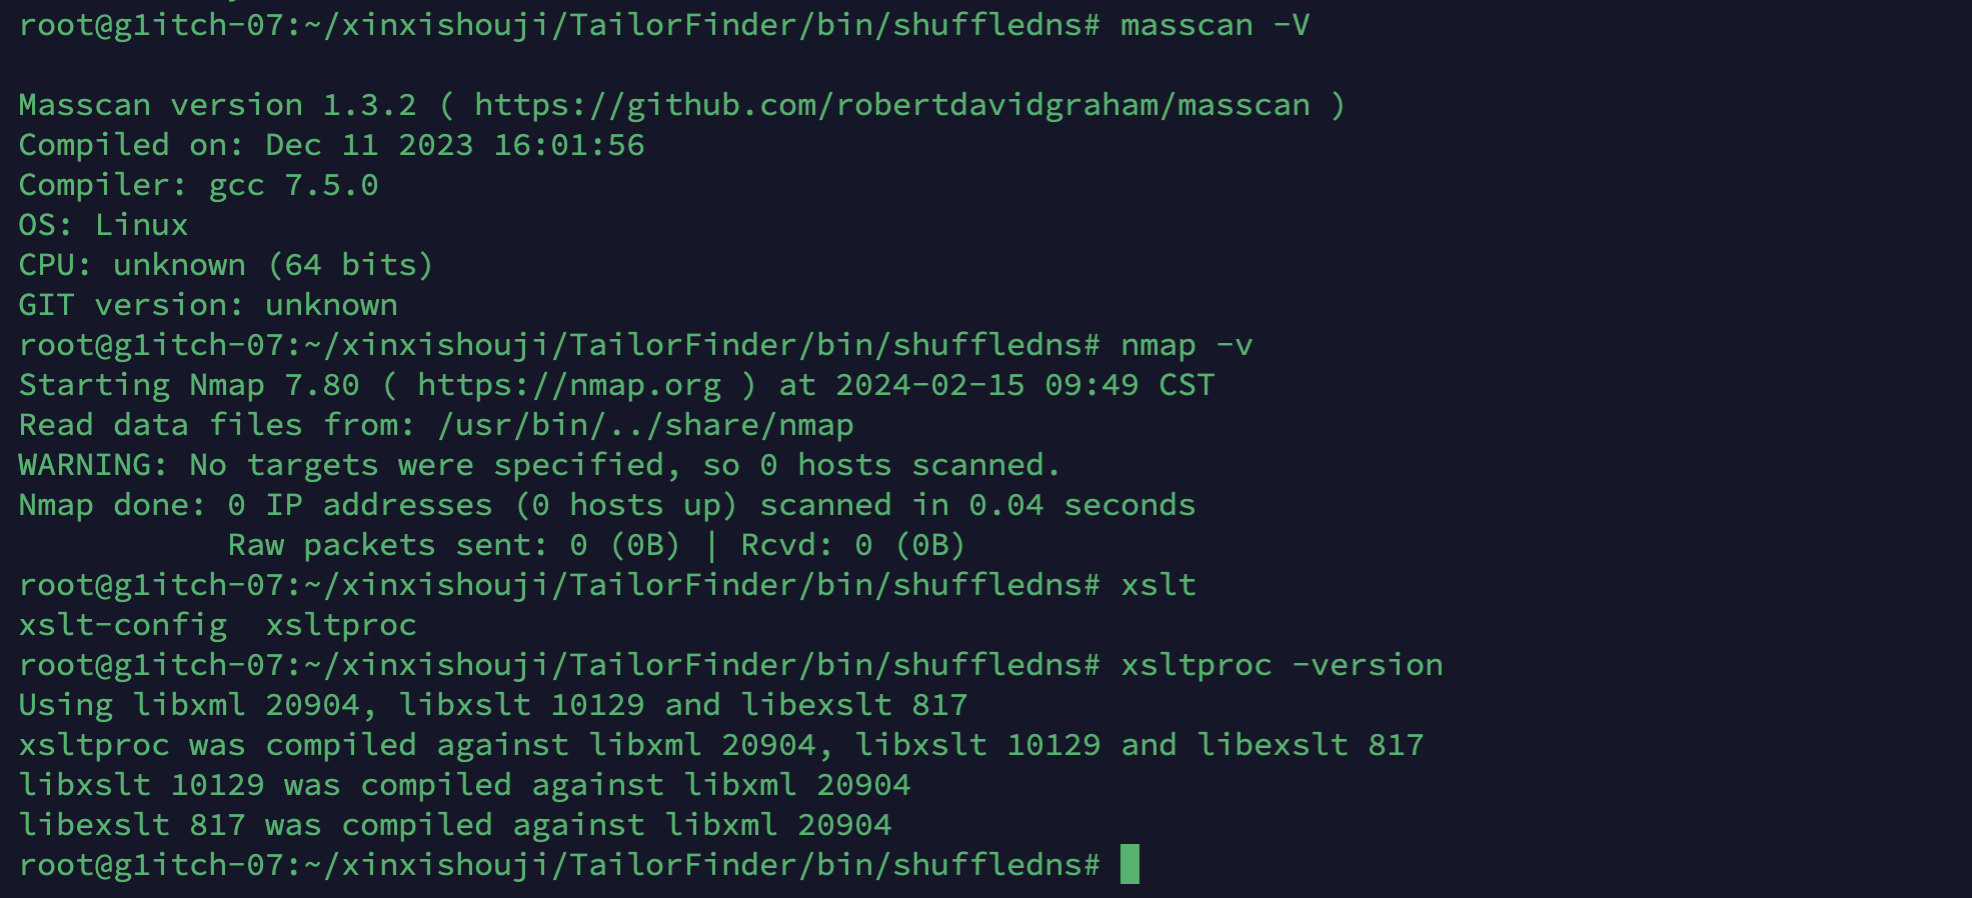 root@g1itch-07:~/xinxishouji/TailorFinder/bin/shuffledns# masscan -V
Masscan version 1.3.2 ( https://github.com/robertdavidgraham/masscan )
Compiled on: Dec 11 2023 16:01:56
Compiler: gcc 7.5.0
OS: Linux
CPU: unknown (64 bits)
GIT version: unknown
root@g1itch-07:~/xinxishouji/TailorFinder/bin/shuffledns# nmap -v
Starting Nmap 7.80 ( https://nmap.org ) at 2024-02-15 09:49 CST
Read data files from: /usr/bin/../share/nmap
WARNING: No targets were specified, so 0 hosts scanned.
Nmap done: 0 IP addresses (0 hosts up) scanned in 0.04 seconds
Raw packets sent: 0 (0B) | Rcvd: 0 (0B)
root@g1itch-07:~/xinxishouji/TailorFinder/bin/shuffledns# xslt
xslt-config  xsltproc
root@g1itch-07:~/xinxishouji/TailorFinder/bin/shuffledns# xsltproc -version
Using libxml 20904, libxslt 10129 and libexslt 817
xsltproc was compiled against libxml 20904, libxslt 10129 and libexslt 817
libxslt 10129 was compiled against libxml 20904
libexslt 817 was compiled against libxml 20904
root@g1itch-07:~/xinxishouji/TailorFinder/bin/shuffledns#